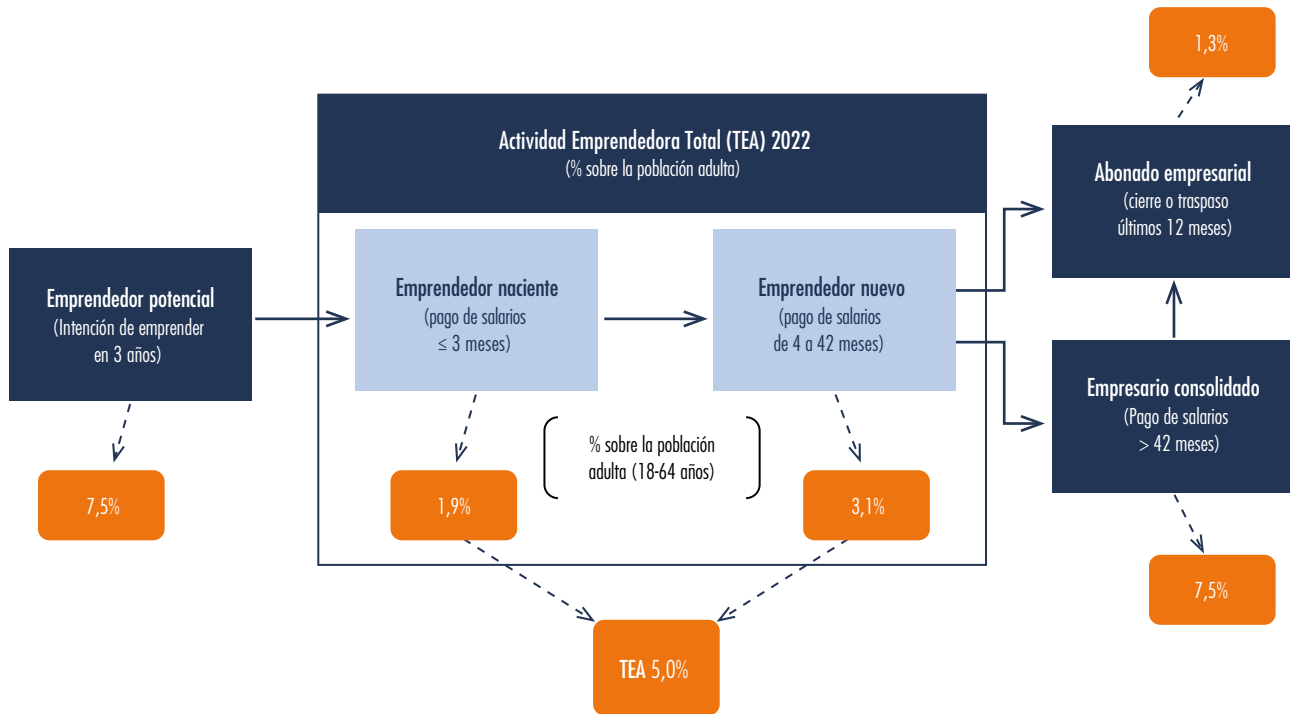 1,3%
Actividad Emprendedora Total (TEA) 2022
(% sobre la población adulta)
Abonado empresarial
(cierre o traspaso
últimos 12 meses)
Emprendedor potencial
(Intención de emprender
en 3 años)
Emprendedor naciente
(pago de salarios
≤ 3 meses)
Emprendedor nuevo
(pago de salarios
de 4 a 42 meses)
Empresario consolidado
(Pago de salarios
> 42 meses)
% sobre la población
adulta (18-64 años)
7,5%
1,9%
3,1%
7,5%
TEA 5,0%